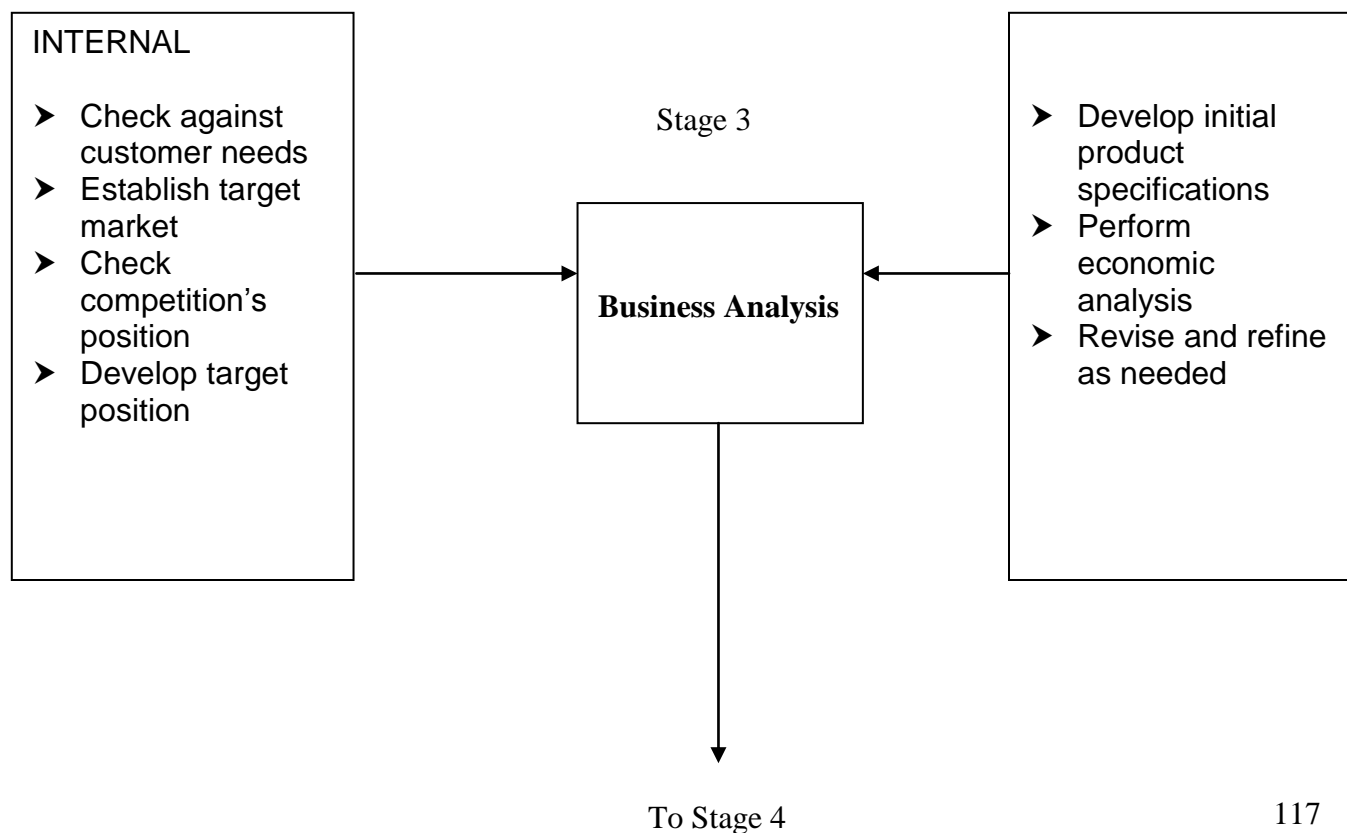 INTERNAL
➤ Check against
customer needs
➤ Establish target
market
➤ Check
competition’s
position
➤ Develop target
position
Stage 3
Business Analysis
➤ Develop initial
product
specifications
➤ Perform
economic
analysis
➤ Revise and refine
as needed
To Stage 4
117